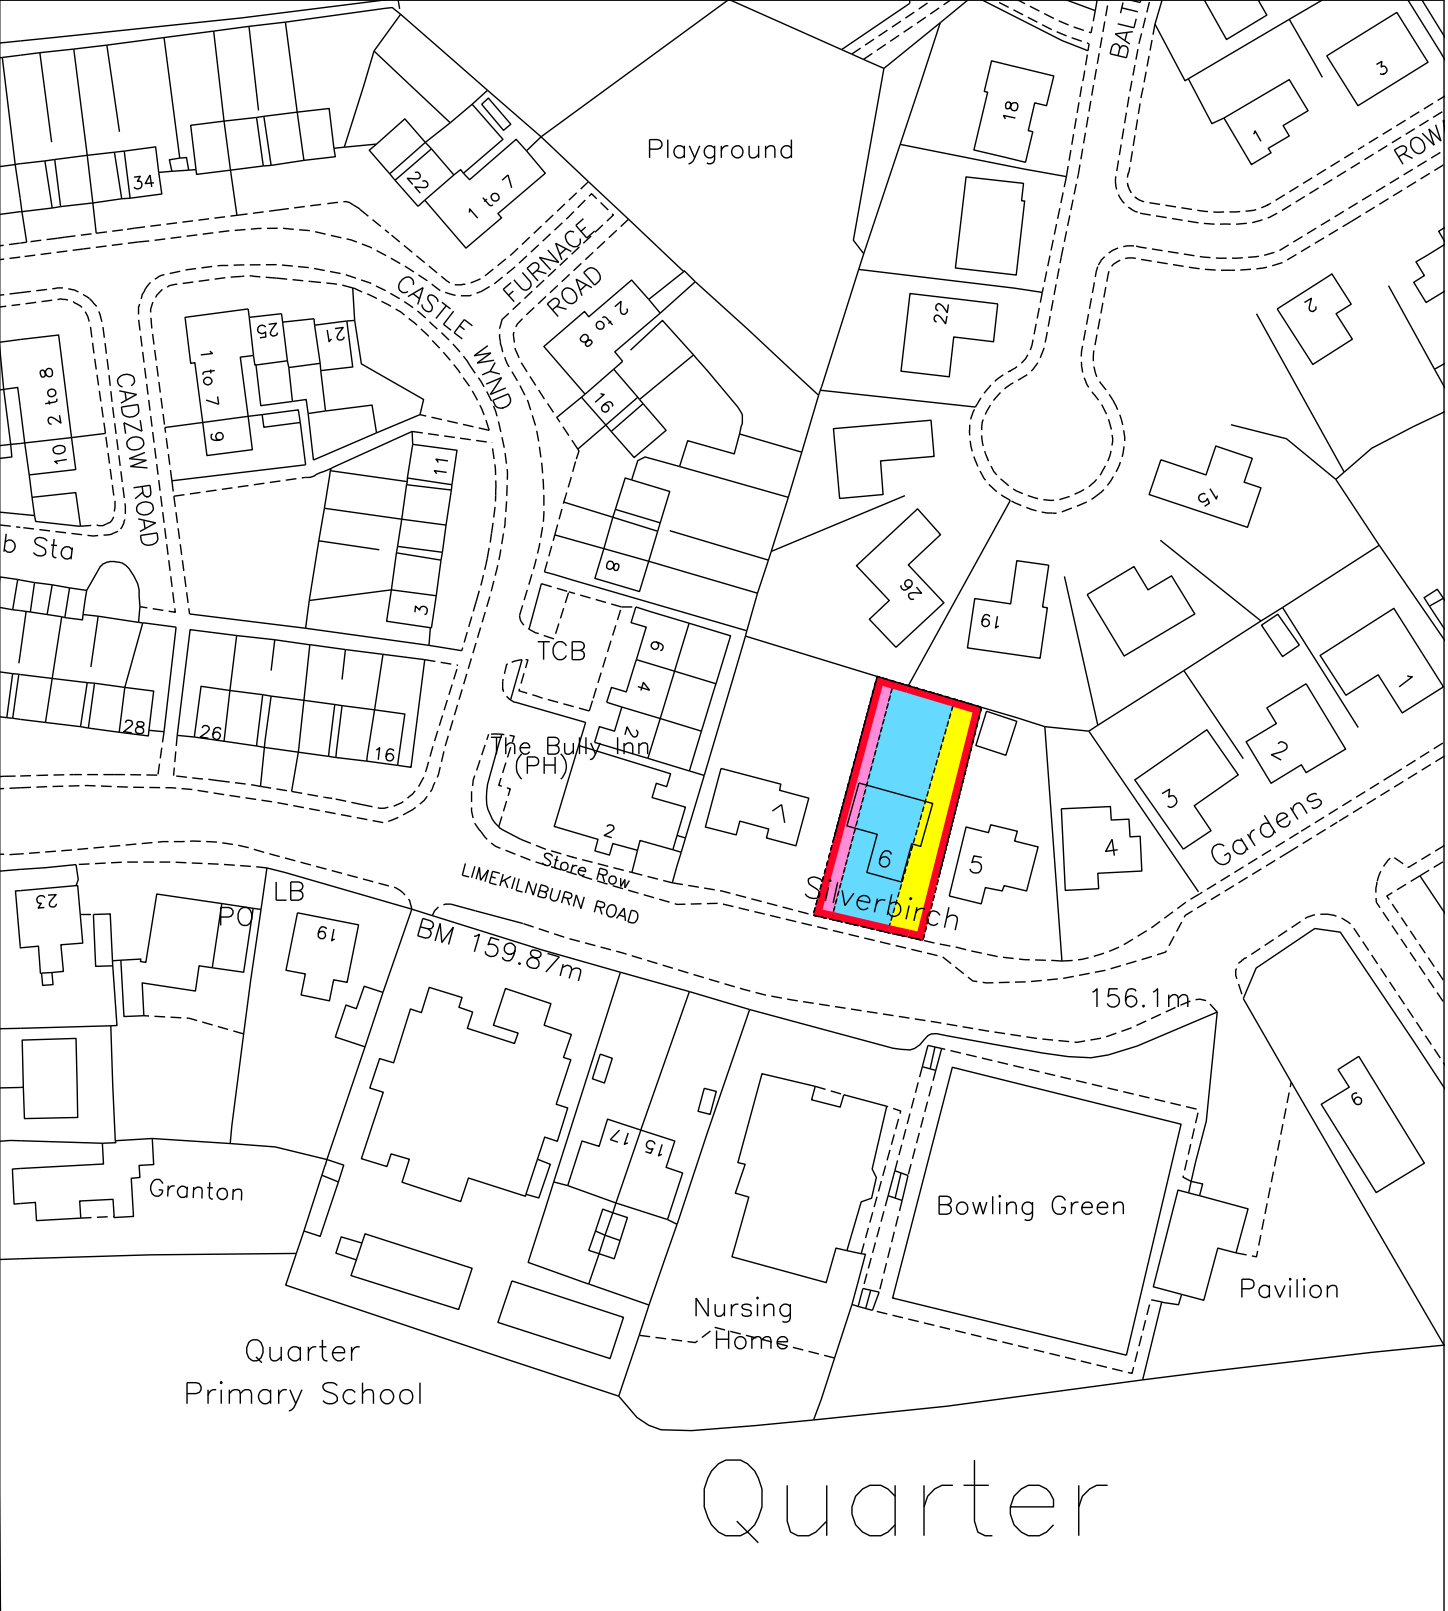 BALT
3
18
1
ROW
Playground
34
22
1 to 7
FURNACE
ROAD
CASTLE
WYND
22
2
2 to 8
25
21
1 to 7
2 to 8
CADZOW ROAD
16
9
10
11
15
b Sta
8
26
3
19
TCB
6
4
2
1
28
26
16
The Bully Inn
(PH)
2
3
7
2
6
5
4
Gardens
Store Row
LIMEKILNBURN ROAD
Silverbirch
23
PO
LB
19
BM 159.87m
156.1m
9
17
15
Granton
Bowling Green
Pavilion
Nursing
Home
Quarter
Primary School
Quarter